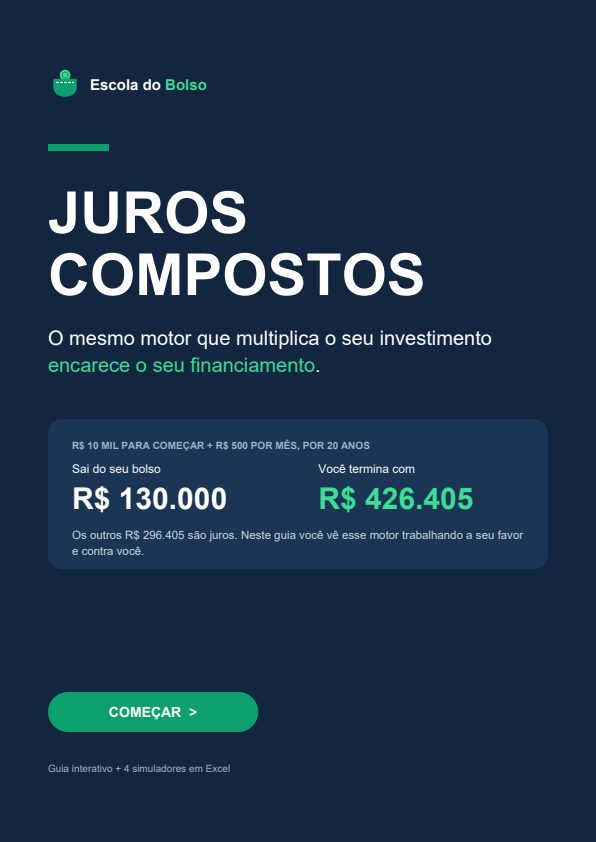 Escola do Bolso
JUROS
COMPOSTOS
O mesmo motor que multiplica o seu investimento
encarece o seu financiamento.
R$ 10 MIL PARA COMEÇAR + R$ 500 POR MÊS, POR 20 ANOS
Sai do seu bolso
R$ 130.000
Você termina com
R$ 426.405
Os outros R$ 296.405 são juros. Neste guia você vê esse motor trabalhando a seu favor
e contra você.
COMEÇAR >
Guia interativo + 4 simuladores em Excel